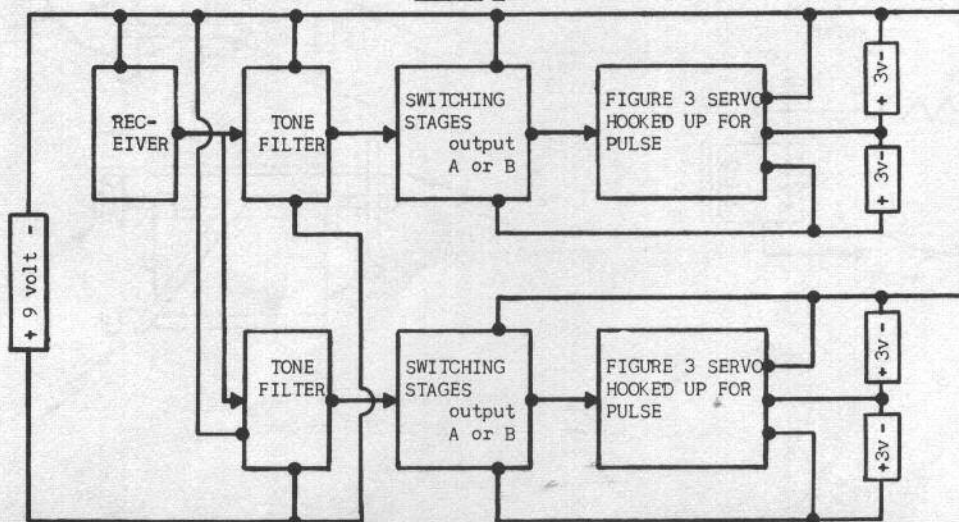 REC-
EIVER
TONE
FILTER
SWITCHING
STAGES
output
A or B
FIGURE 3 SERVO
HOOKED UP FOR
PULSE
+ 3v-
+ 3v-
+ 9 volt -
TONE
FILTER
SWITCHING
STAGES
output
A or B
FIGURE 3 SERVO
HOOKED UP FOR
PULSE
+3v -
+3v -